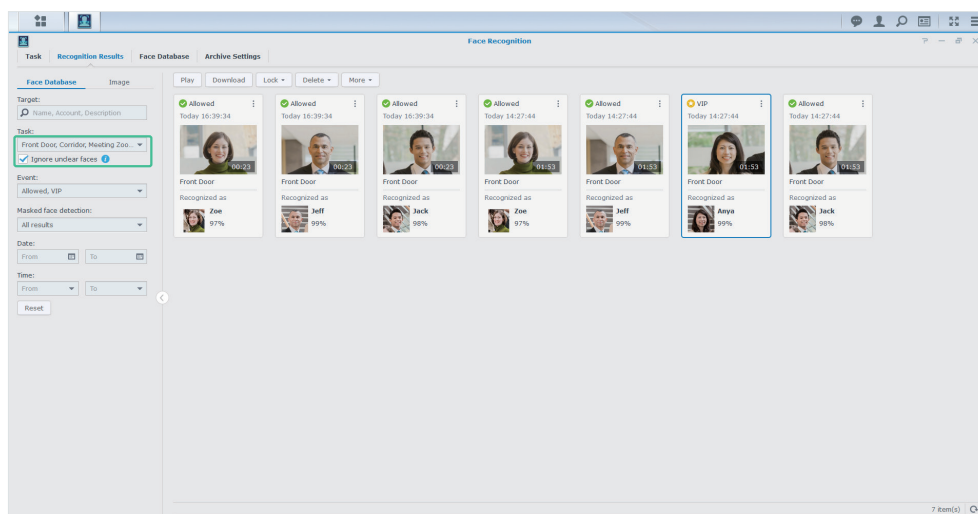 Face Recognition
Task Recognition Results Face Database Archive Settings
Face Database Image
Target:
Name, Account, Description
Task:
Front Door, Corridor, Meeting Zoo...
Ignore unclear faces
Event:
Allowed, VIP
Masked face detection:
All results
Date:
From To
Time:
From To
Reset
Play Download Lock Delete More
Allowed
Today 16:39:34
00:23
Front Door
Recognized as
Zoe
97%
Allowed
Today 16:39:34
00:23
Front Door
Recognized as
Jeff
99%
Allowed
Today 16:39:34
00:23
Front Door
Recognized as
Jack
98%
Allowed
Today 14:27:44
01:53
Front Door
Recognized as
Zoe
97%
Allowed
Today 14:27:44
01:53
Front Door
Recognized as
Jeff
99%
VIP
Today 14:27:44
01:53
Front Door
Recognized as
Anya
99%
Allowed
Today 14:27:44
01:53
Front Door
Recognized as
Jack
98%
7 item(s)